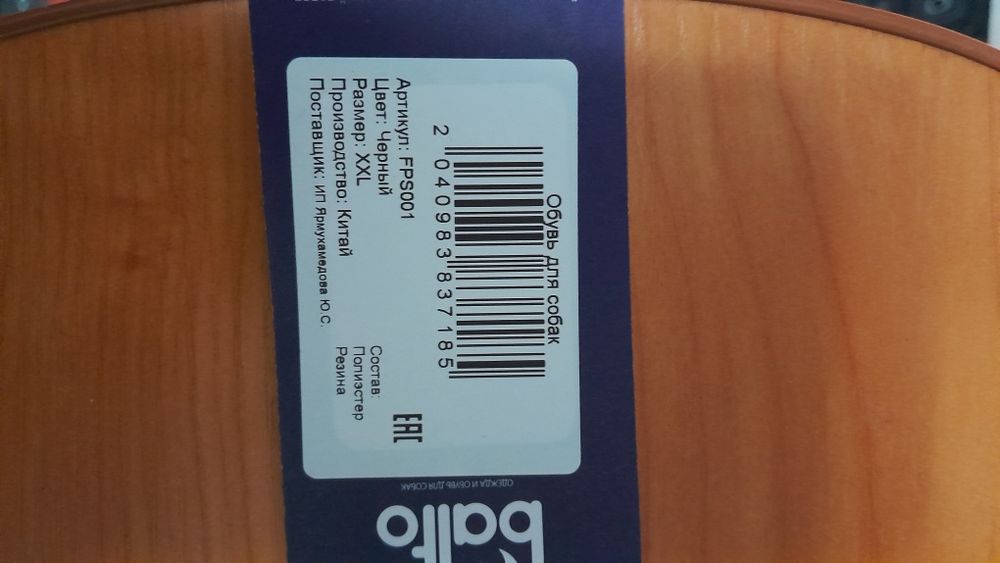 Обувь для собак
2 040983 837185
Артикул: FPS001
Цвет: Черный
Размер: XXL
Производство: Китай
Поставщик: ИП Ярмухамедова Ю.С.
EAC
Состав:
Полиэстер
Резина
ОДЕЖДА И ОБУВЬ ДЛЯ СОБАК
balto